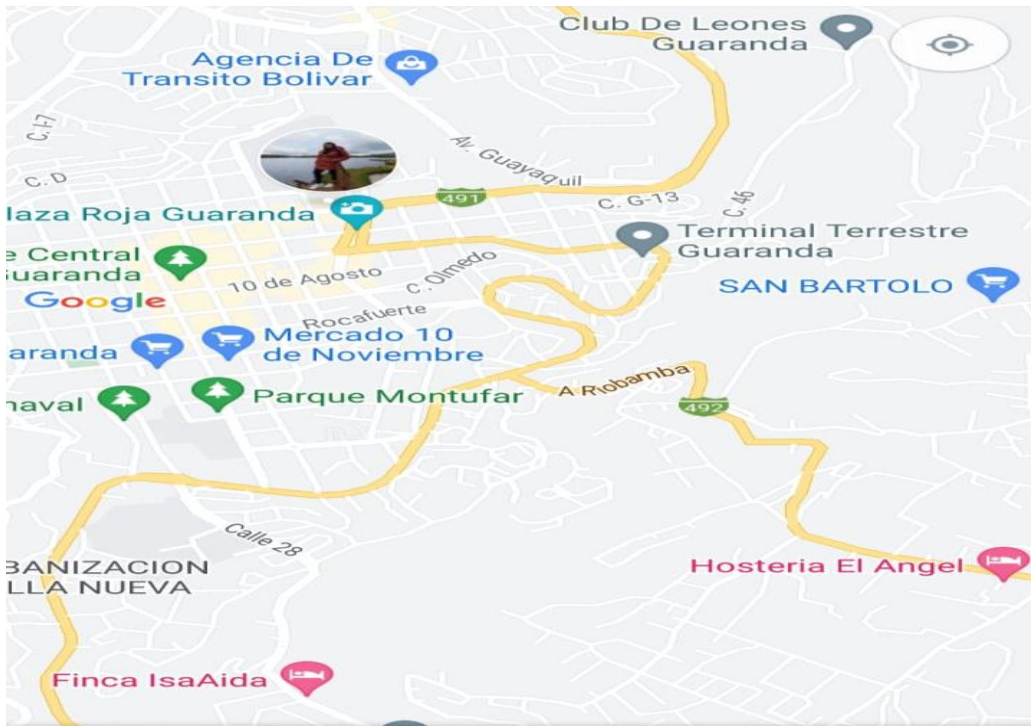 Club De Leones
Guaranda
Agencia De
Transito Bolivar
C. I-7
Av. Guayaquil
C. D
491
C. G-13
C. 46
laza Roja Guaranda
Terminal Terrestre
Guaranda
e Central
Guaranda
10 de Agosto
C. Olmedo
SAN BARTOLO
Google
Rocafuerte
Mercado 10
de Noviembre
aranda
A Riobamba
naval
Parque Montufar
492
Calle 28
BANIZACION
LLA NUEVA
Hosteria El Angel
Finca IsaAida